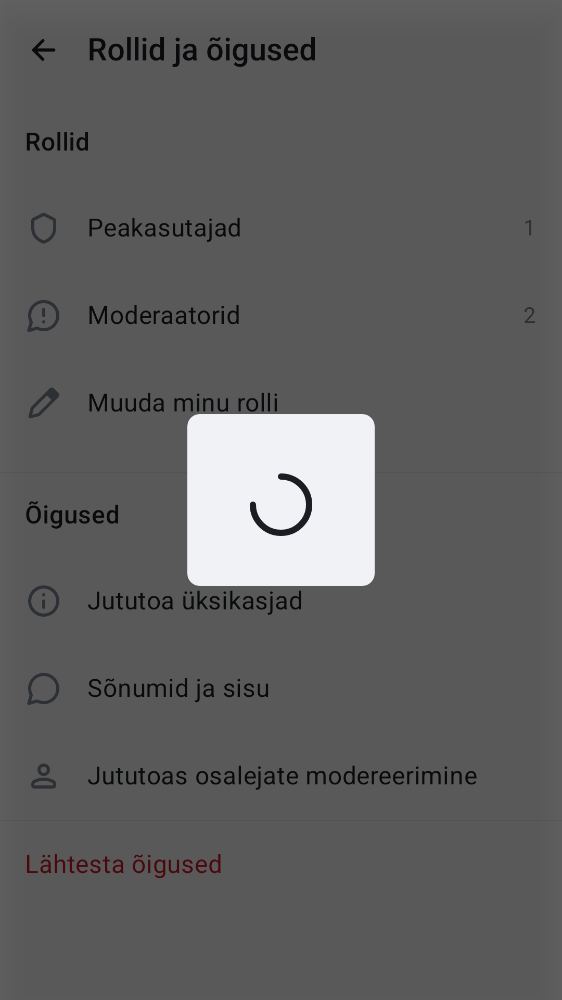 Rollid ja õigused
Rollid
Peakasutajad 1
Moderaatorid 2
Muuda minu rolli
Õigused
Jututoa üksikasjad
Sõnumid ja sisu
Jututoas osalejate modereerimine
Lähtesta õigused